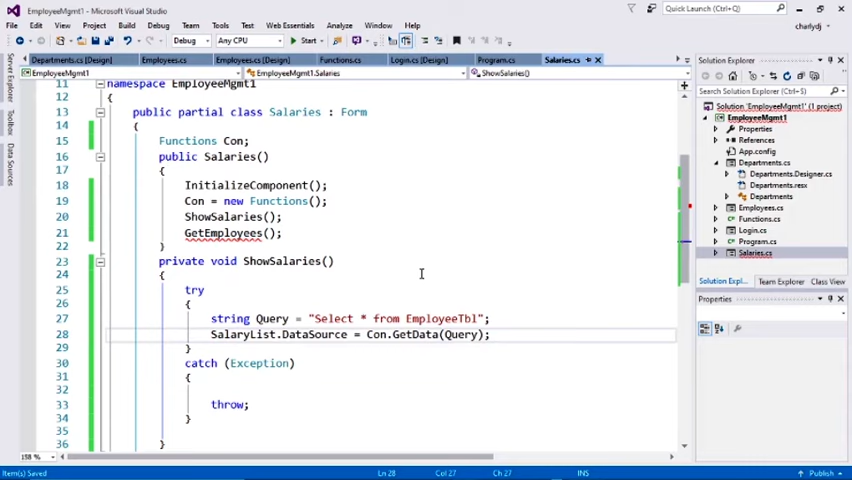 EmployeeMgmt1 - Microsoft Visual Studio
Quick Launch (Ctrl+Q)
File Edit View Project Build Debug Team Tools Test Web Essentials Analyze Window Help
charlydj
Debug Any CPU Start
Departments.cs [Design] Employees.cs Employees.cs [Design] Functions.cs Login.cs [Design] Program.cs Salaries.cs
EmployeeMgmt1 EmployeeMgmt1.Salaries ShowSalaries()
Server Explorer
Toolbox
Data Sources
11 namespace EmployeeMgmt1
12 {
13 public partial class Salaries : Form
14 {
15 Functions Con;
16 public Salaries()
17 {
18 InitializeComponent();
19 Con = new Functions();
20 ShowSalaries();
21 GetEmployees();
22 }
23 private void ShowSalaries()
24 {
25 try
26 {
27 string Query = "Select * from EmployeeTbl";
28 SalaryList.DataSource = Con.GetData(Query);
29 }
30 catch (Exception)
31 {
32
33 throw;
34 }
35
36 }
Solution Explorer
Search Solution Explorer (Ctrl+$)
Solution 'EmployeeMgmt1' (1 project)
EmployeeMgmt1
Properties
References
App.config
Departments.cs
Departments.Designer.cs
Departments.resx
Departments
Employees.cs
Functions.cs
Login.cs
Program.cs
Salaries.cs
Solution Expl... Team Explorer Class View
Properties
198 %
Item(s) Saved Ln 28 Col 27 Ch 27 INS Publish